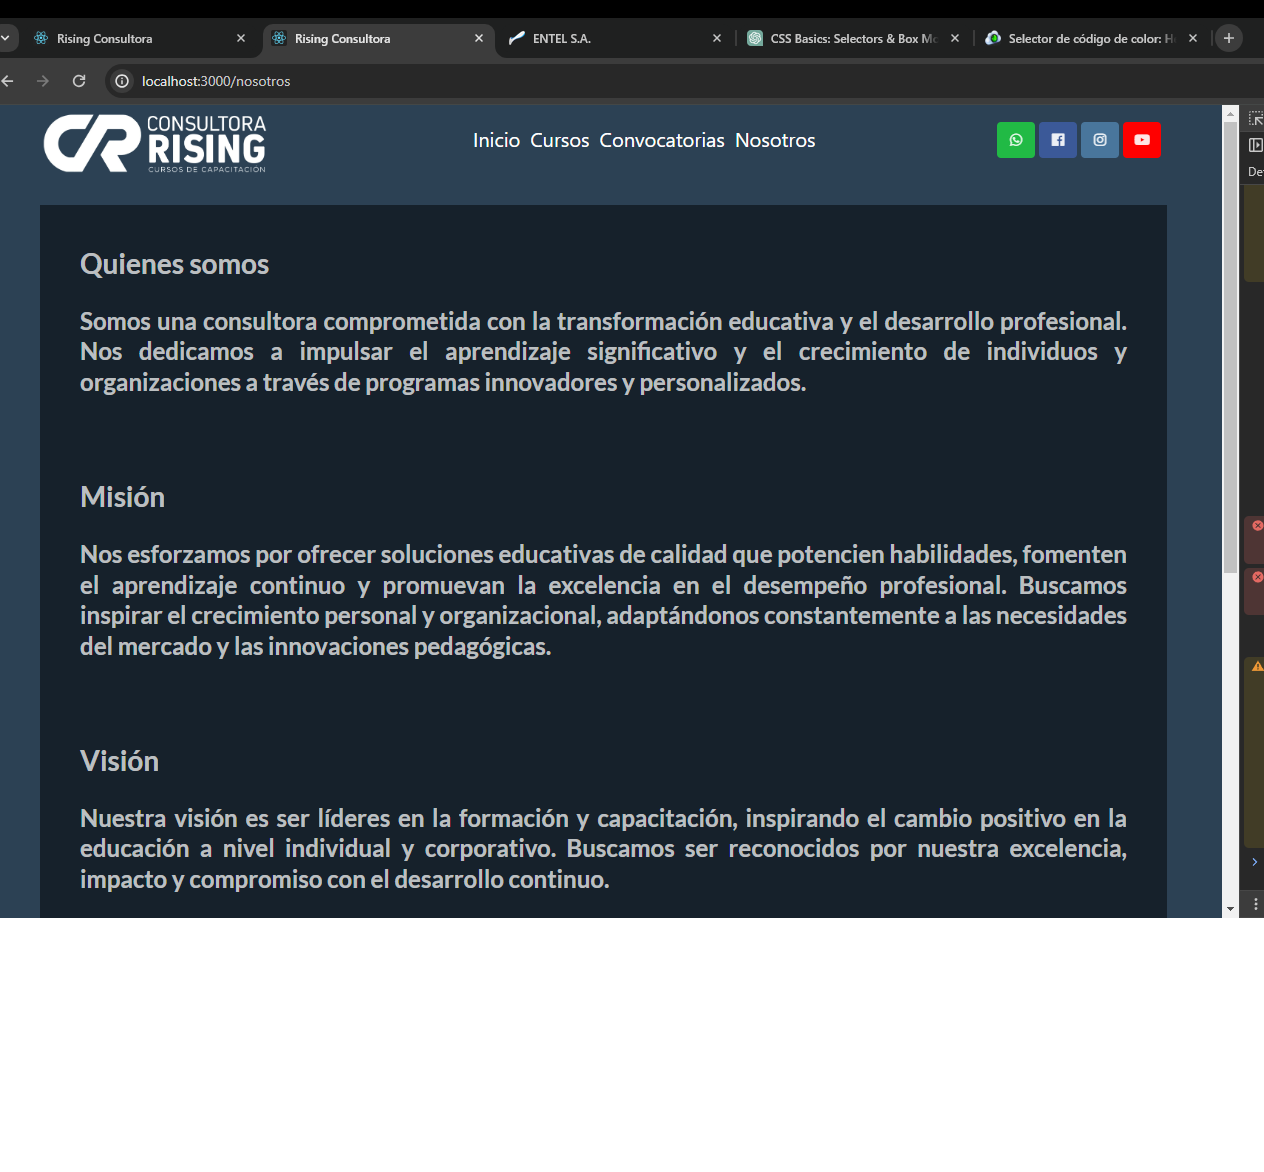 Rising Consultora
Rising Consultora
ENTEL S.A.
CSS Basics: Selectors & Box Mo
Selector de código de color: H
localhost:3000/nosotros
CONSULTORA
RISING
CURSOS DE CAPACITACIÓN
Inicio Cursos Convocatorias Nosotros
Quienes somos
Somos una consultora comprometida con la transformación educativa y el desarrollo profesional.
Nos dedicamos a impulsar el aprendizaje significativo y el crecimiento de individuos y
organizaciones a través de programas innovadores y personalizados.
Misión
Nos esforzamos por ofrecer soluciones educativas de calidad que potencien habilidades, fomenten
el aprendizaje continuo y promuevan la excelencia en el desempeño profesional. Buscamos
inspirar el crecimiento personal y organizacional, adaptándonos constantemente a las necesidades
del mercado y las innovaciones pedagógicas.
Visión
Nuestra visión es ser líderes en la formación y capacitación, inspirando el cambio positivo en la
educación a nivel individual y corporativo. Buscamos ser reconocidos por nuestra excelencia,
impacto y compromiso con el desarrollo continuo.